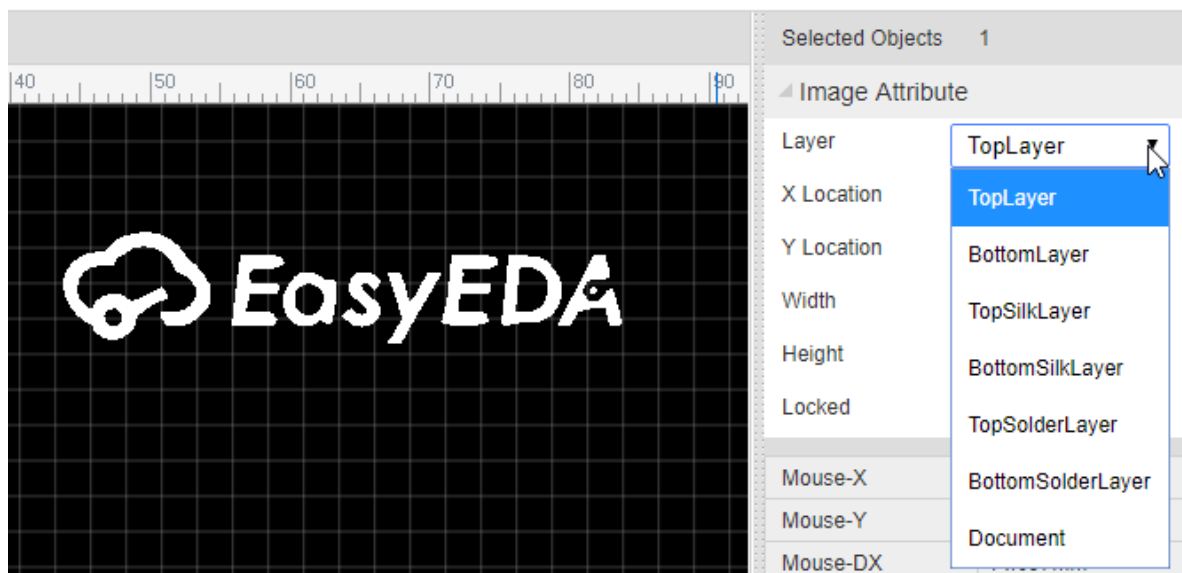 Selected Objects 1
40 50 60 70 80 90
Image Attribute
Layer TopLayer
X Location TopLayer
Y Location BottomLayer
Width TopSilkLayer
Height BottomSilkLayer
Locked TopSolderLayer
Mouse-X BottomSolderLayer
Mouse-Y
Mouse-DX Document
EasyEDA